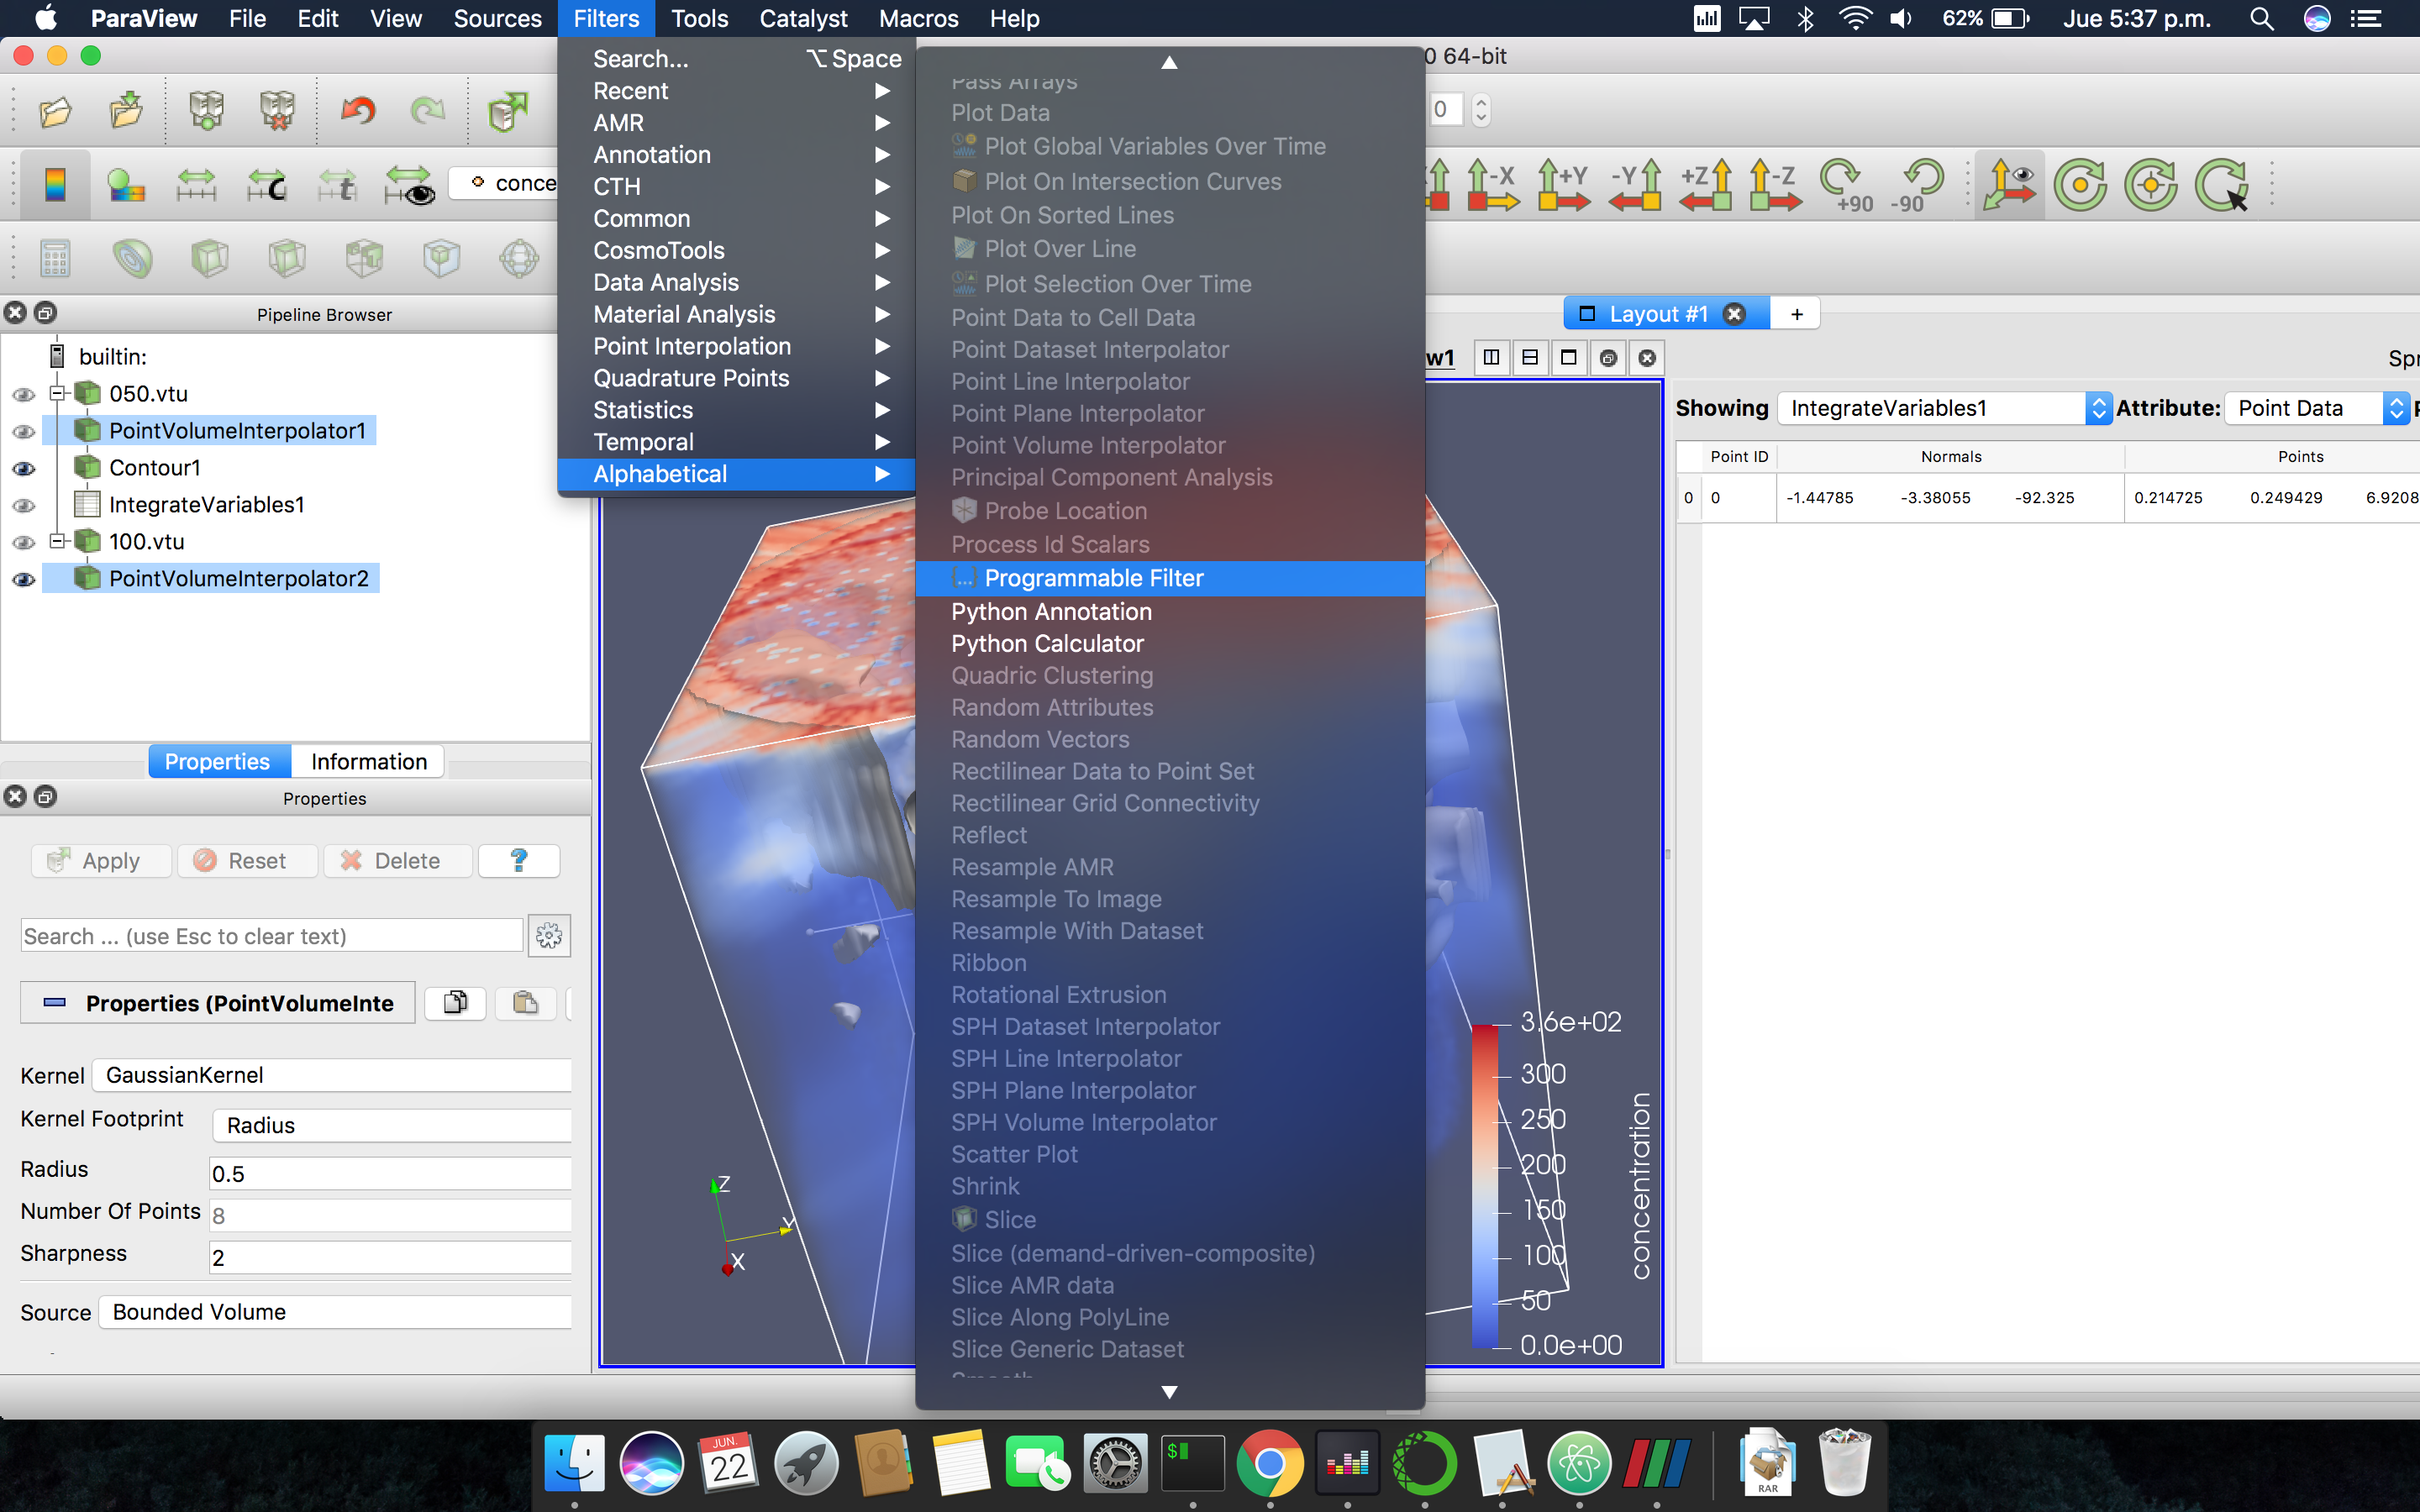 ParaView File Edit View Sources Filters Tools Catalyst Macros Help 62% Jue 5:37 p.m.
0 64-bit
Search... ⌥Space
Recent
AMR
Annotation
CTH
Common
CosmoTools
Data Analysis
Material Analysis
Point Interpolation
Quadrature Points
Statistics
Temporal
Alphabetical
Pass Arrays
Plot Data
Plot Global Variables Over Time
Plot On Intersection Curves
Plot On Sorted Lines
Plot Over Line
Plot Selection Over Time
Point Data to Cell Data
Point Dataset Interpolator
Point Line Interpolator
Point Plane Interpolator
Point Volume Interpolator
Principal Component Analysis
Probe Location
Process Id Scalars
Programmable Filter
Python Annotation
Python Calculator
Quadric Clustering
Random Attributes
Random Vectors
Rectilinear Data to Point Set
Rectilinear Grid Connectivity
Reflect
Resample AMR
Resample To Image
Resample With Dataset
Ribbon
Rotational Extrusion
SPH Dataset Interpolator
SPH Line Interpolator
SPH Plane Interpolator
SPH Volume Interpolator
Scatter Plot
Shrink
Slice
Slice (demand-driven-composite)
Slice AMR data
Slice Along PolyLine
Slice Generic Dataset
Smooth
0
C
t
conce
-X
+Y
-Y
+Z
-Z
+90
-90
Pipeline Browser
builtin:
050.vtu
PointVolumeInterpolator1
Contour1
IntegrateVariables1
100.vtu
PointVolumeInterpolator2
Properties Information
Properties
Apply Reset Delete ?
Search ... (use Esc to clear text)
Properties (PointVolumeInte
Kernel GaussianKernel
Kernel Footprint Radius
Radius 0.5
Number Of Points 8
Sharpness 2
Source Bounded Volume
Layout #1 +
w1
Spr
Showing IntegrateVariables1 Attribute: Point Data
Point ID Normals Points
0 0 -1.44785 -3.38055 -92.325 0.214725 0.249429 6.9208
Z
Y
X
3.6e+02
300
250
200
150
100
50
0.0e+00
concentration
JUN.
22
$
RAR